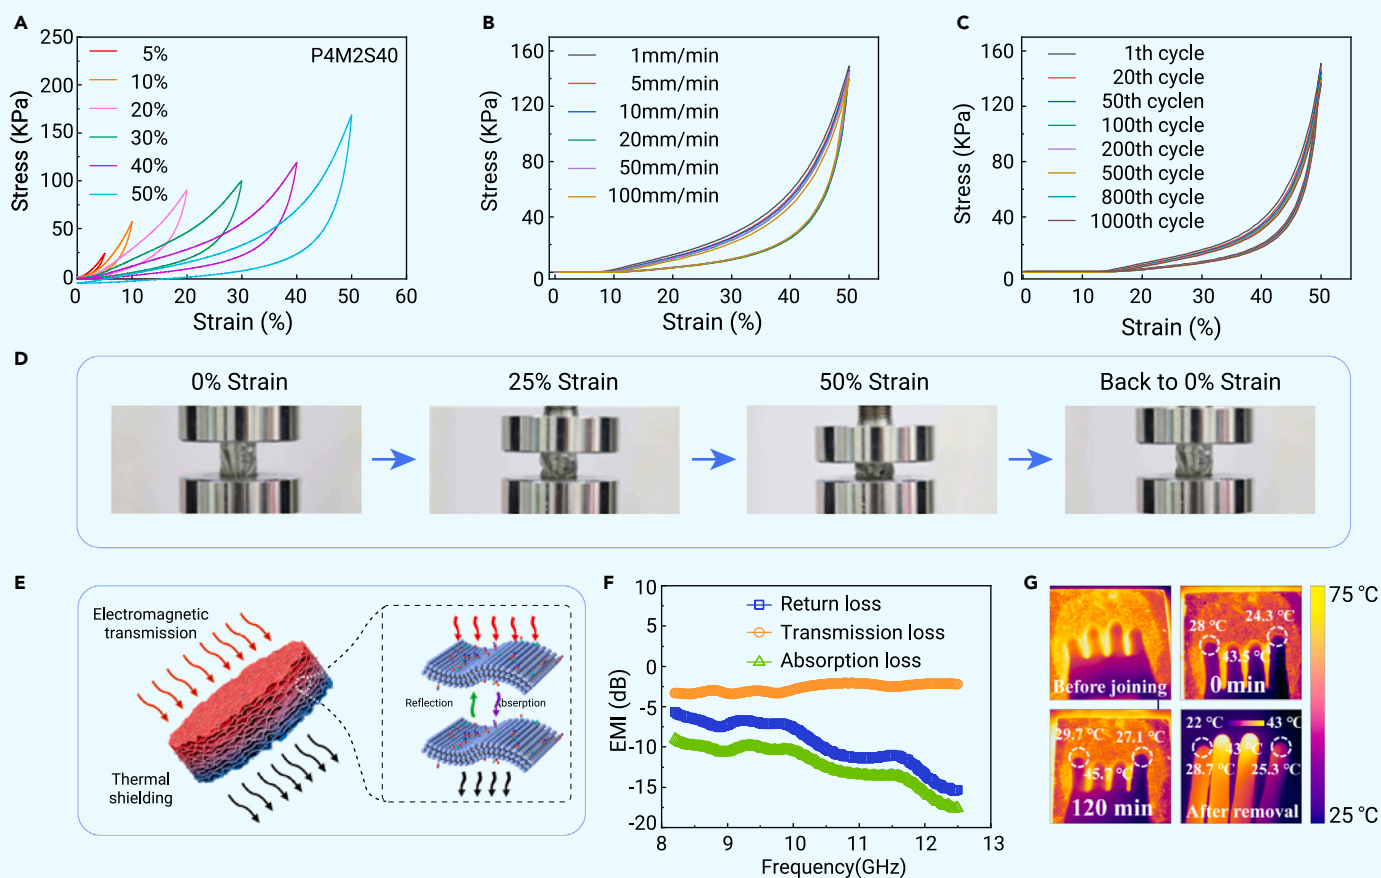 A
250
200
150
100
50
0
Stress (KPa)
5%
10%
20%
30%
40%
50%
P4M2S40
0
10
20
30
40
50
60
Strain (%)
B
160
120
80
40
0
Stress (KPa)
1mm/min
5mm/min
10mm/min
20mm/min
50mm/min
100mm/min
0
10
20
30
40
50
Strain (%)
C
160
120
80
40
0
Stress (KPa)
1th cycle
20th cycle
50th cyclen
100th cycle
200th cycle
500th cycle
800th cycle
1000th cycle
0
10
20
30
40
50
Strain (%)
D
0% Strain
25% Strain
50% Strain
Back to 0% Strain
E
Electromagnetic
transmission
Thermal
shielding
Reflection
Abserption
F
10
5
0
-5
-10
-15
-20
EMI (dB)
Return loss
Transmission loss
Absorption loss
8
9
10
11
12
13
Frequency(GHz)
G
Before joining
28 °C
24.3 °C
43.5 °C
0 min
29.7 °C
27.1 °C
45.7 °C
120 min
22 °C
43 °C
43 °C
28.7 °C
25.3 °C
After removal
75 °C
25 °C